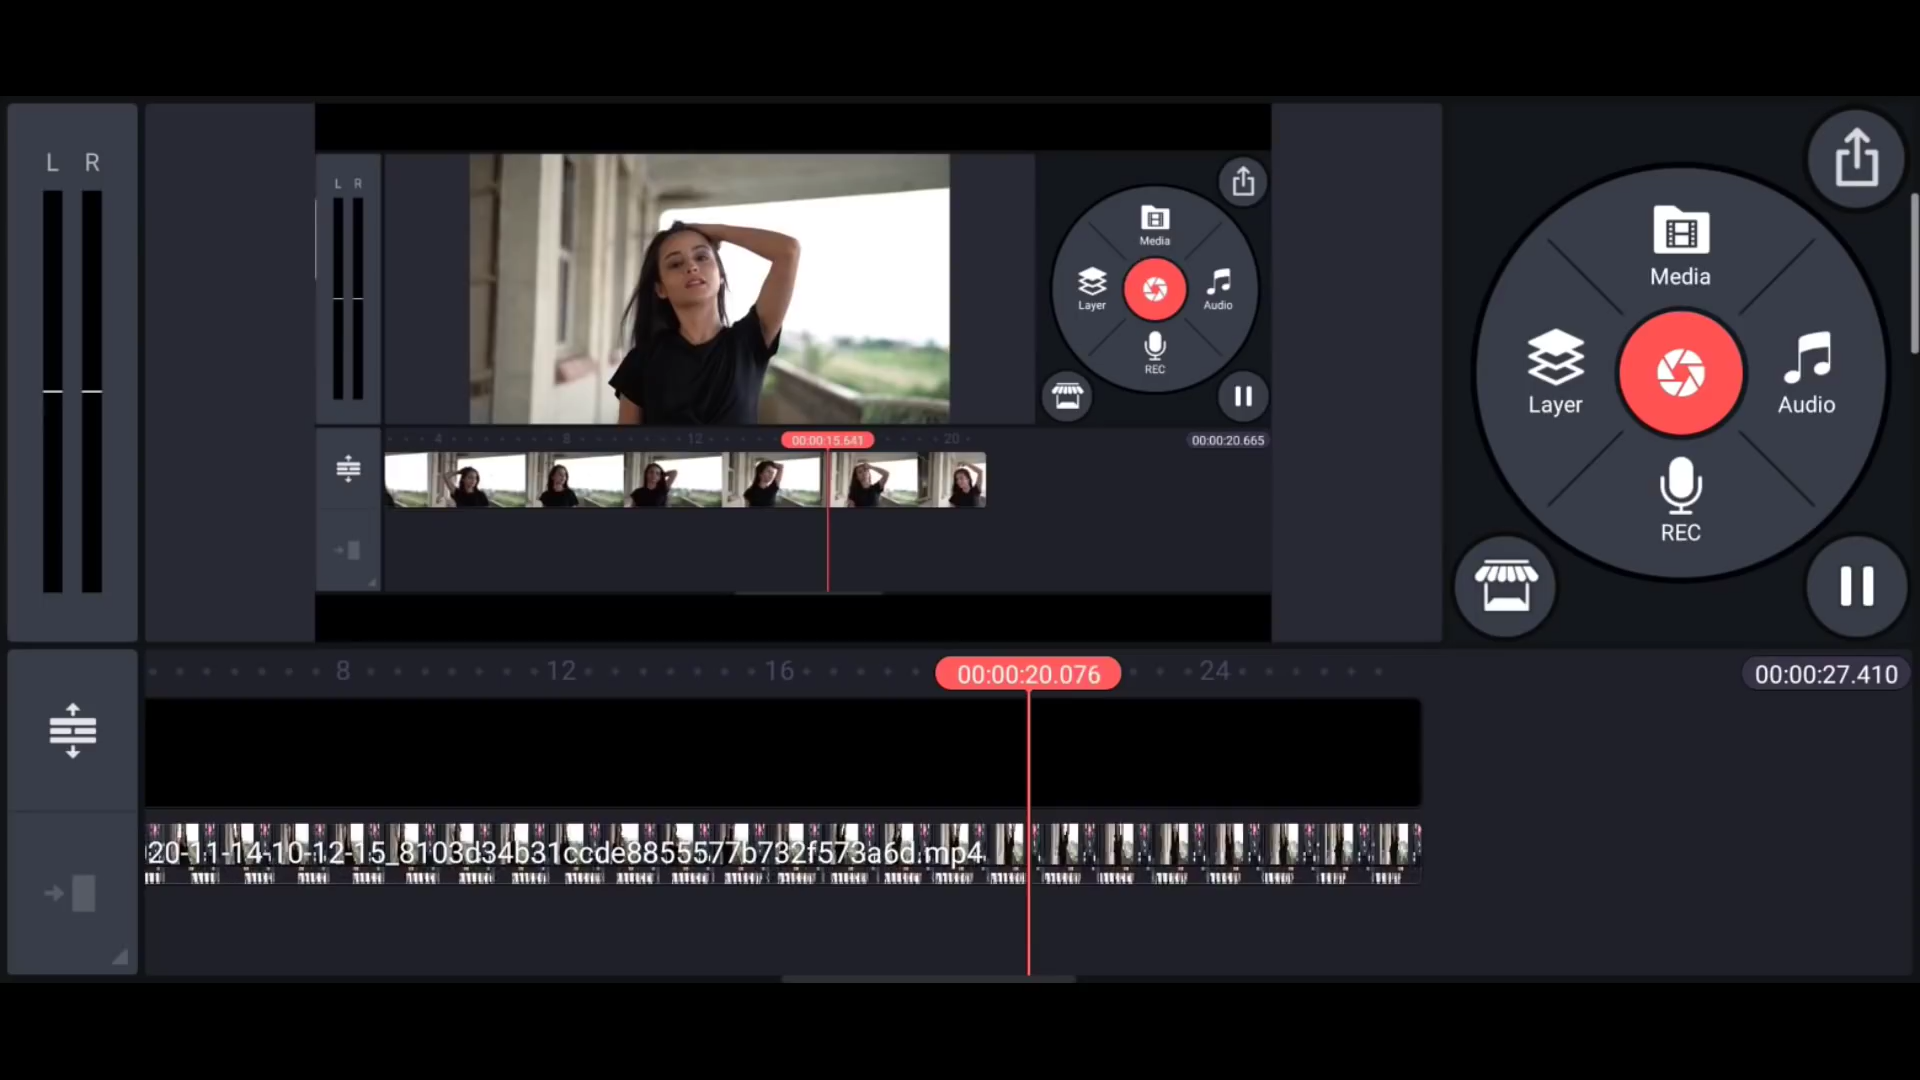 L R
L R
Media
Layer
Audio
REC
4 8 12 00:00:15.641 20 00:00:20.665
Media
Layer
Audio
REC
8 12 16 00:00:20.076 24 00:00:27.410
20-11-14-10-12-15_8103d34b31ccde8855577b732f573a6d.mp4